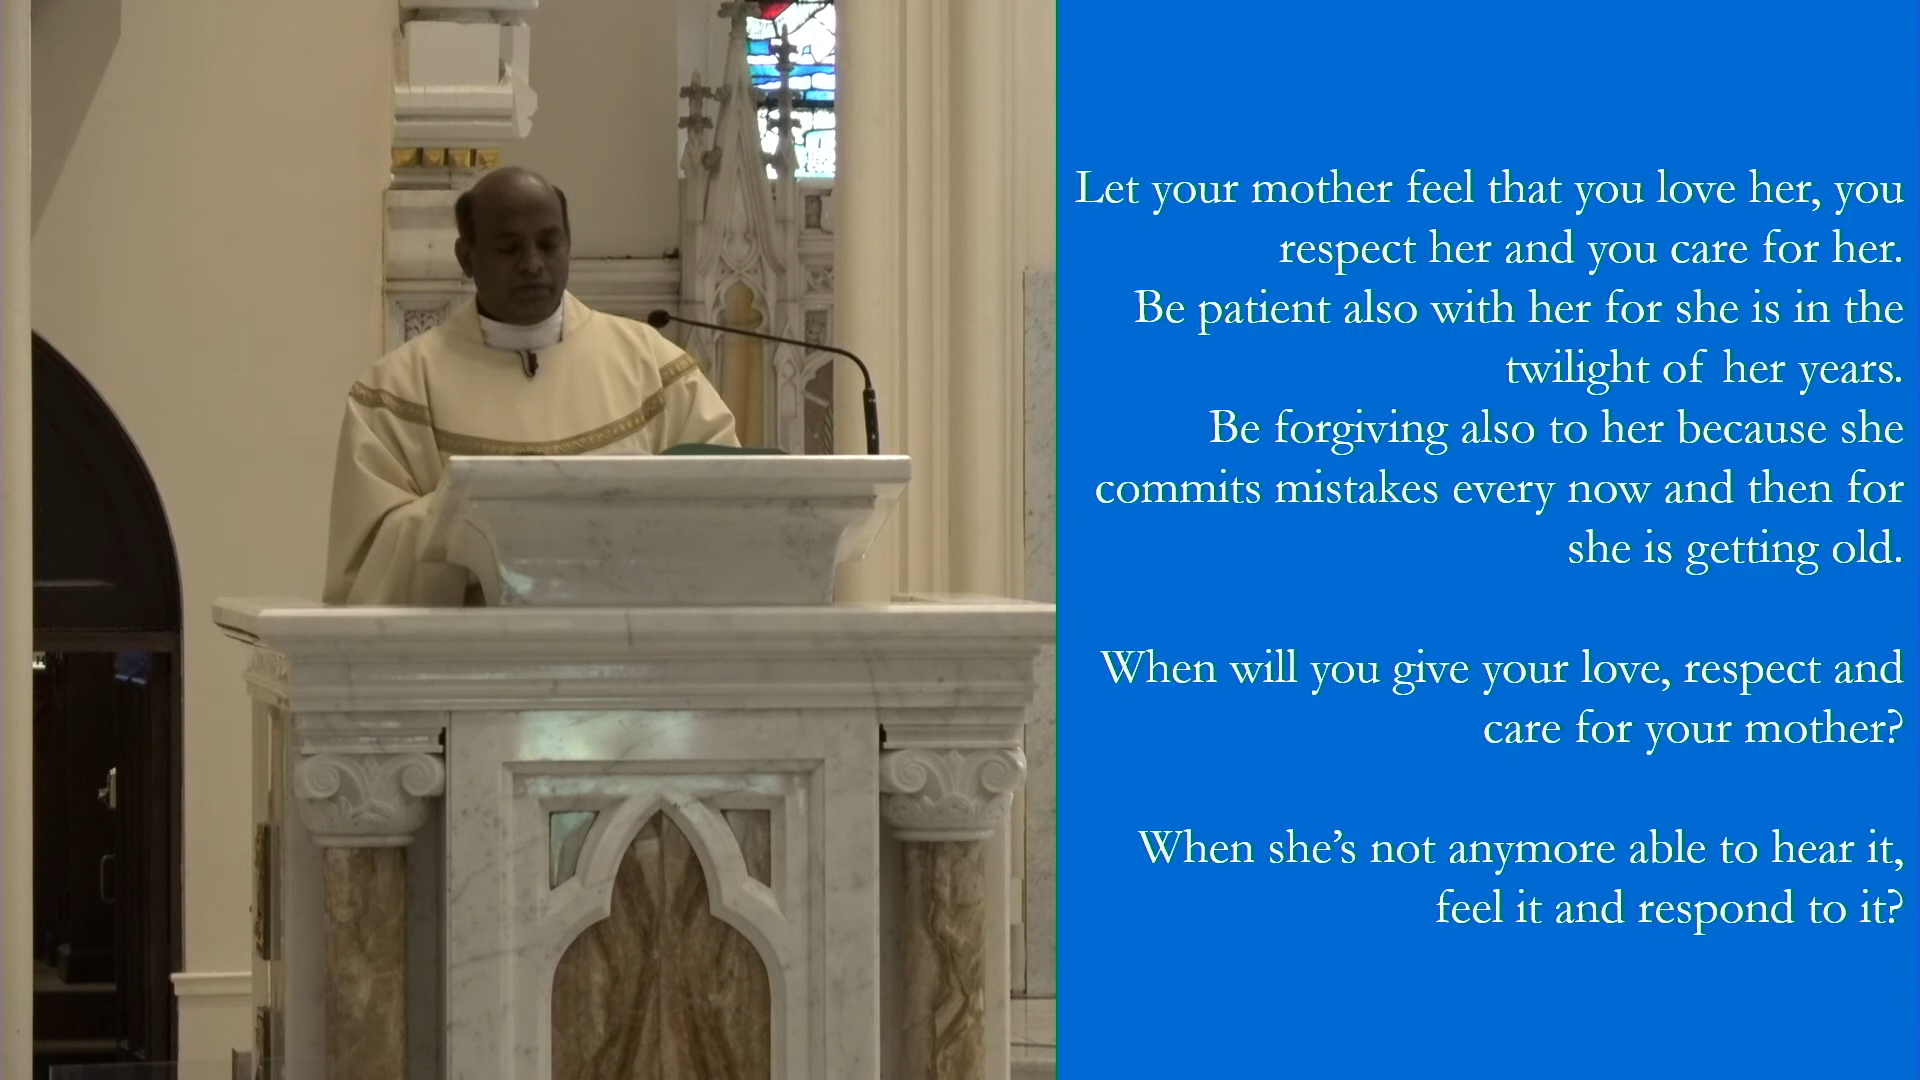 Let your mother feel that you love her, you
respect her and you care for her.
Be patient also with her for she is in the
twilight of her years.
Be forgiving also to her because she
commits mistakes every now and then for
she is getting old.
When will you give your love, respect and
care for your mother?
When she’s not anymore able to hear it,
feel it and respond to it?